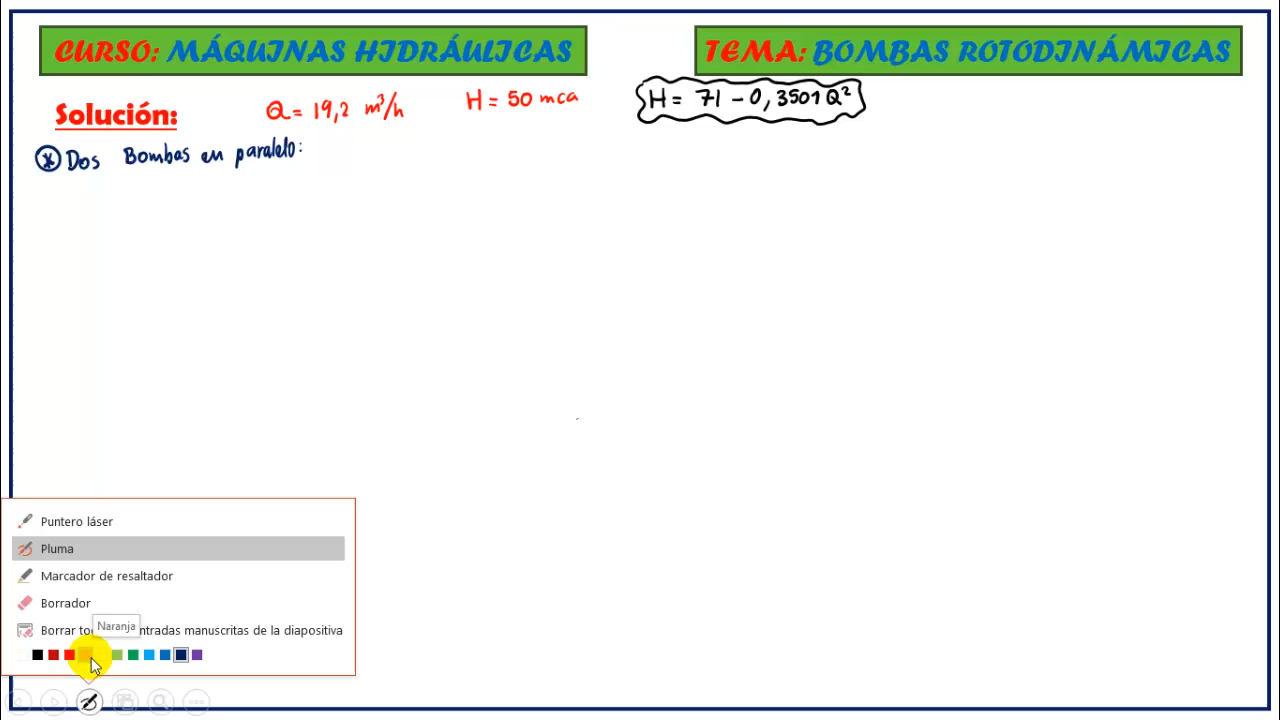 CURSO: MÁQUINAS HIDRÁULICAS
TEMA: BOMBAS ROTODINÁMICAS
Solución:
Q = 19,2 m³/h
H = 50 mca
H = 71 - 0,3501 Q²
* Dos Bombas en paralelo:
Puntero láser
Pluma
Marcador de resaltador
Borrador
Naranja
Borrar to ntradas manuscritas de la diapositiva